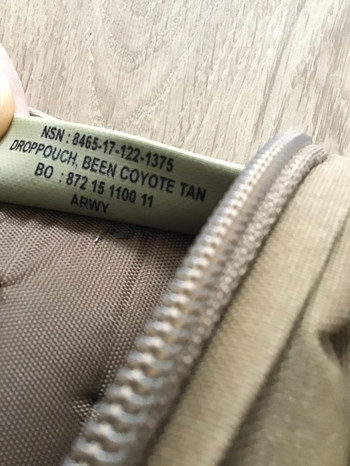 NSN : 8465-17-122-1375
DROPPOUCH, BEEN COYOTE TAN
BO : 872 15 1100 11
ARWY